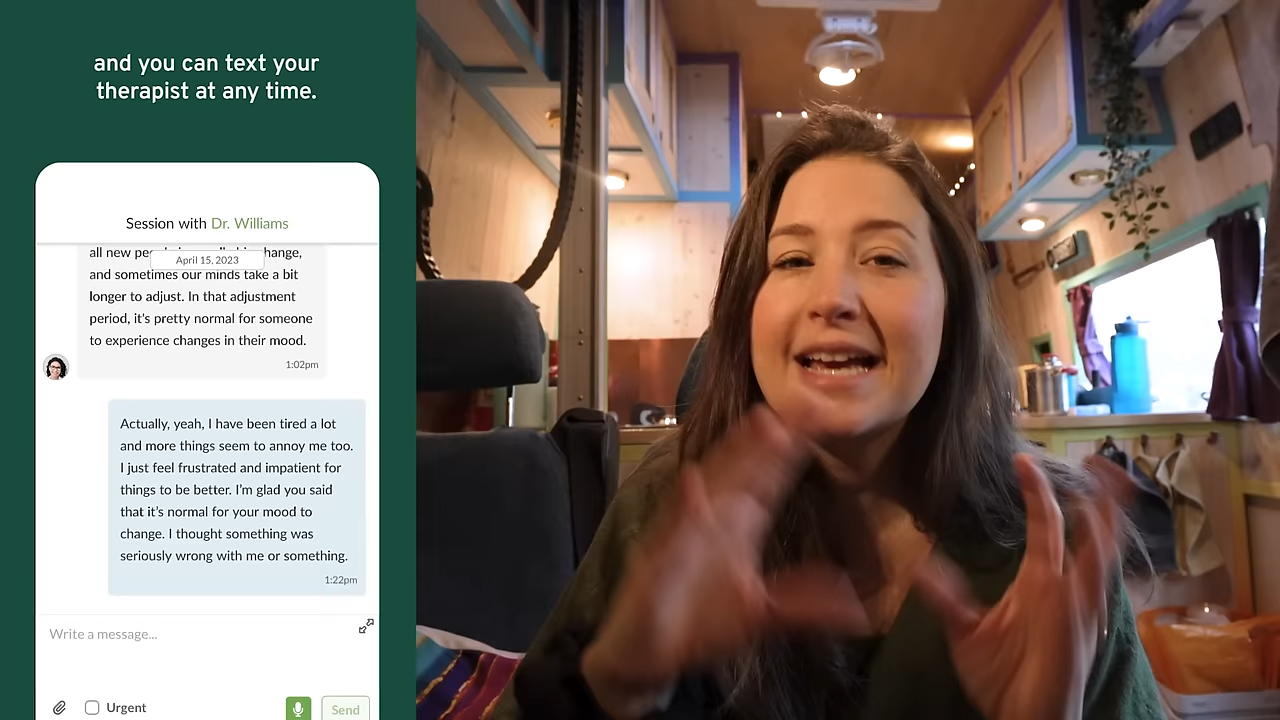 and you can text your
therapist at any time.
Session with Dr. Williams
all new change,
April 15, 2023
and sometimes our minds take a bit
longer to adjust. In that adjustment
period, it's pretty normal for someone
to experience changes in their mood.
1:02pm
Actually, yeah, I have been tired a lot
and more things seem to annoy me too.
I just feel frustrated and impatient for
things to be better. I'm glad you said
that it's normal for your mood to
change. I thought something was
seriously wrong with me or something.
1:22pm
Write a message...
Urgent
Send